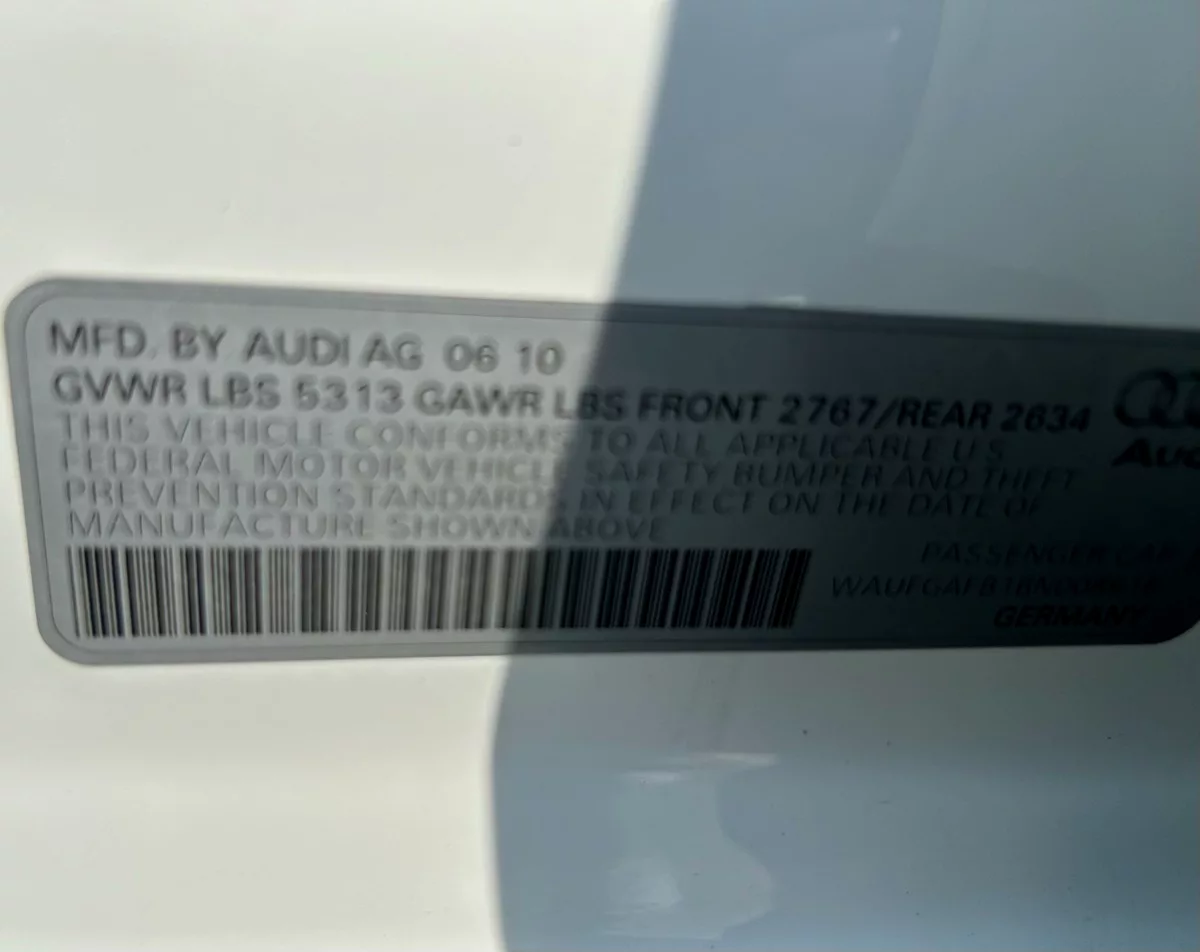 MFD. BY AUDI AG 06 10
GVWR LBS 5313 GAWR LBS FRONT 2767/REAR 2634
THIS VEHICLE CONFORMS TO ALL APPLICABLE U S
FEDERAL MOTOR VEHICLE SAFETY BUMPER AND THEFT
PREVENTION STANDARDS IN EFFECT ON THE DATE OF
MANUFACTURE SHOWN ABOVE
PASSENGER CAR
GERMANY